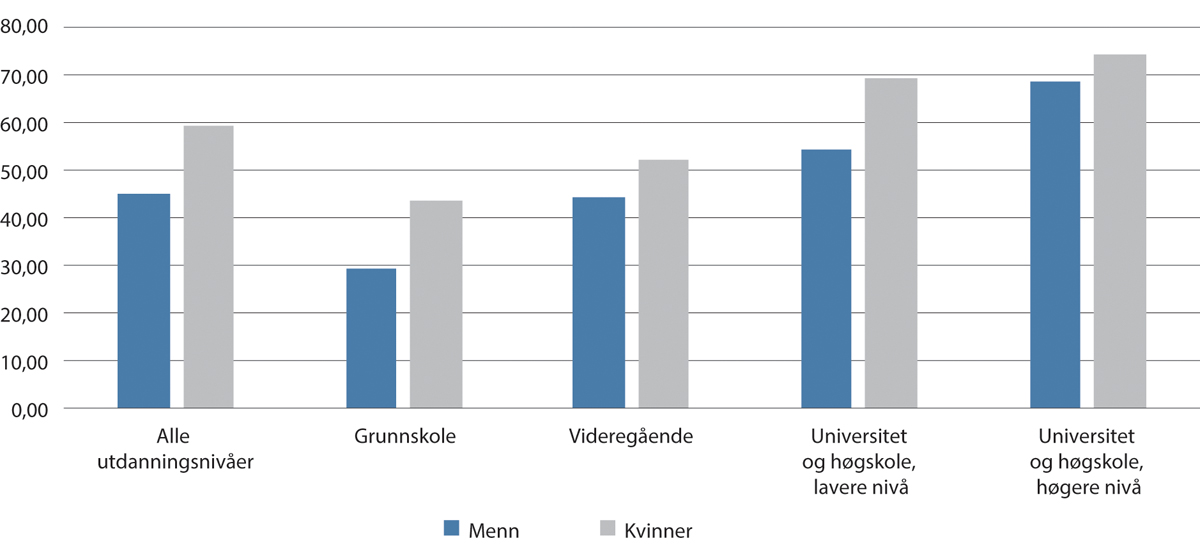 80,00
70,00
60,00
50,00
40,00
30,00
20,00
10,00
0,00
Alle
utdanningsnivåer
Grunnskole
Videregående
Universitet
og høgskole,
lavere nivå
Universitet
og høgskole,
høgere nivå
Menn
Kvinner